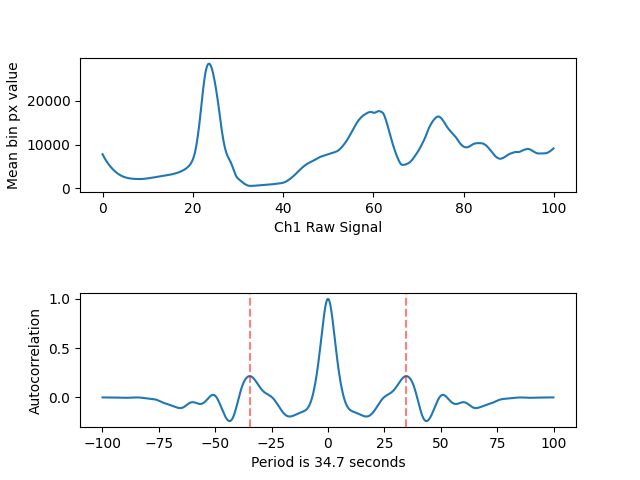 Mean bin px value
20000
10000
0
0 20 40 60 80 100
Ch1 Raw Signal
Autocorrelation
1.0
0.5
0.0
−100 −75 −50 −25 0 25 50 75 100
Period is 34.7 seconds